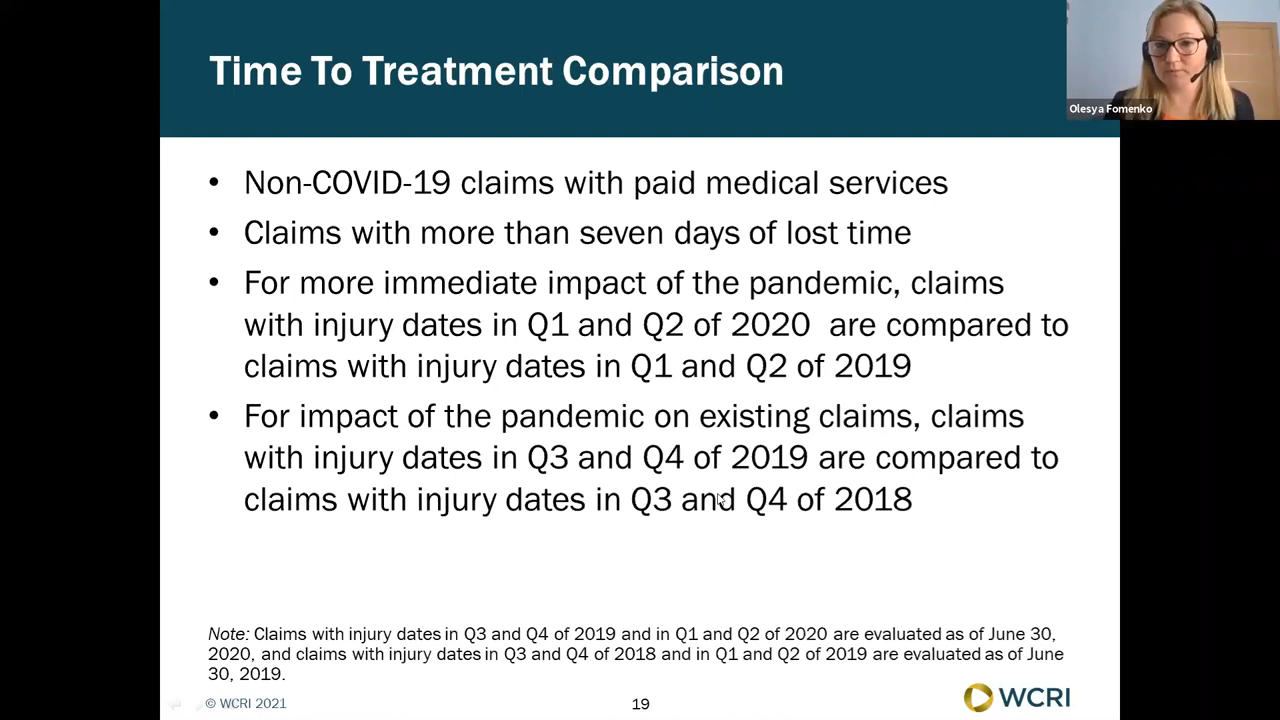 Time To Treatment Comparison
Olesya Fomenko
• Non-COVID-19 claims with paid medical services
• Claims with more than seven days of lost time
• For more immediate impact of the pandemic, claims
with injury dates in Q1 and Q2 of 2020 are compared to
claims with injury dates in Q1 and Q2 of 2019
• For impact of the pandemic on existing claims, claims
with injury dates in Q3 and Q4 of 2019 are compared to
claims with injury dates in Q3 and Q4 of 2018
Note: Claims with injury dates in Q3 and Q4 of 2019 and in Q1 and Q2 of 2020 are evaluated as of June 30,
2020, and claims with injury dates in Q3 and Q4 of 2018 and in Q1 and Q2 of 2019 are evaluated as of June
30, 2019.
© WCRI 2021
19
WCRI